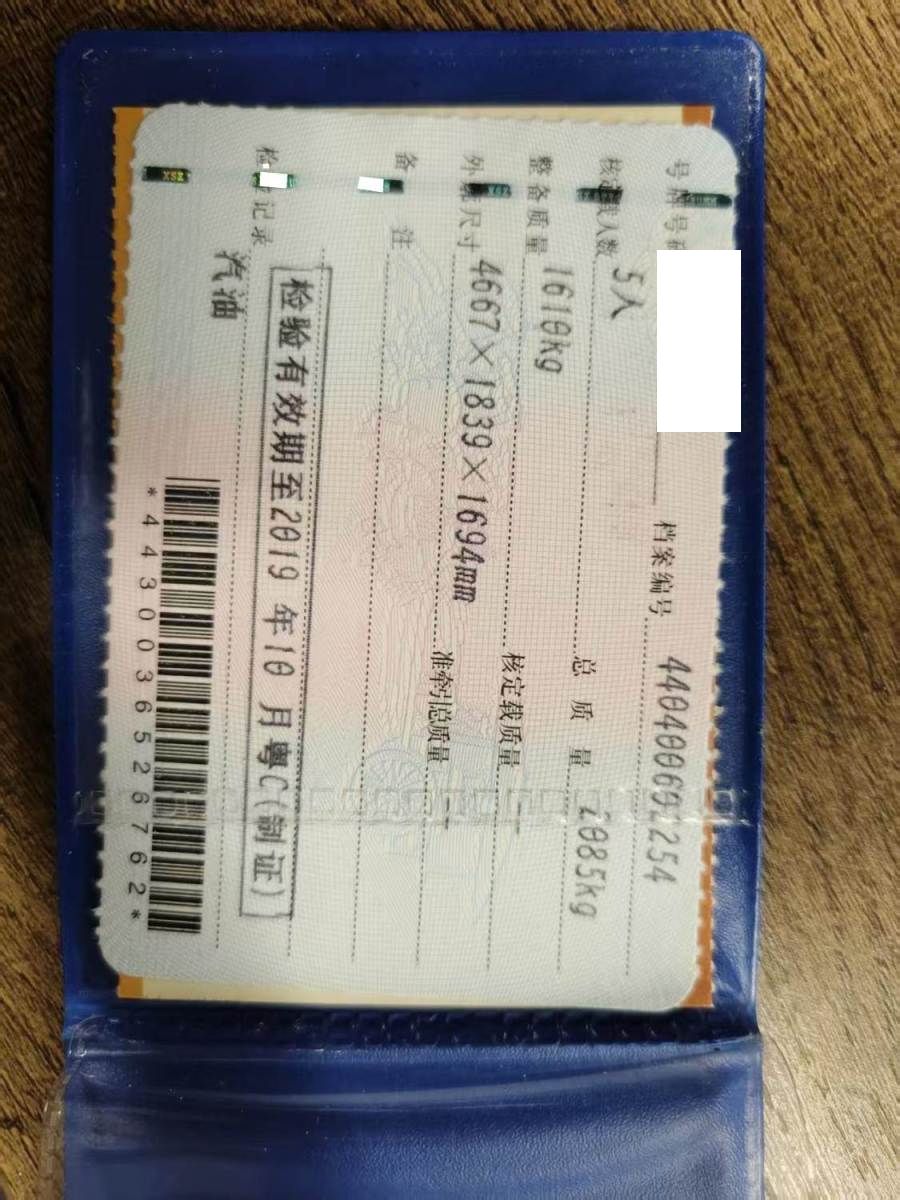 号牌号码 档案编号 440400602254
核定载人数 5人 总质量 2085kg
整备质量 1610kg 核定载质量
外廓尺寸 4667×1839×1694mm 准牵引总质量
备注
检验有效期至2019年10月粤C(制证)
检 记录
汽油
*4430036526762*